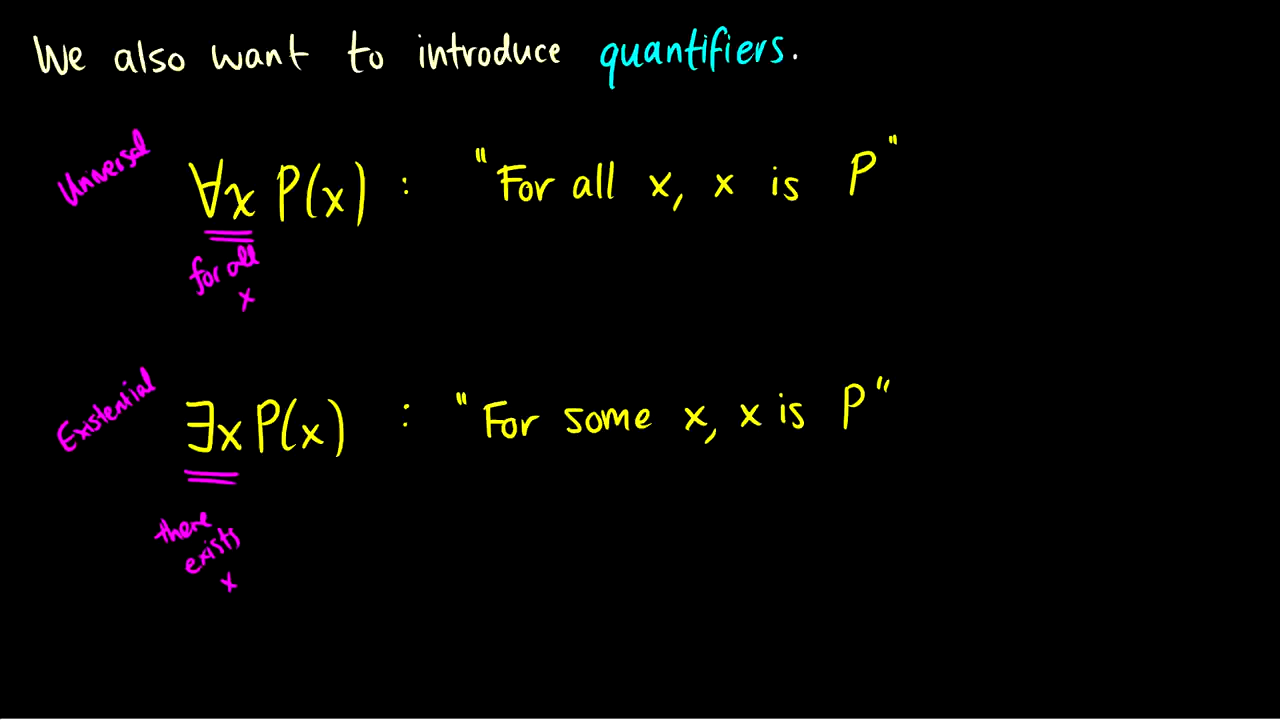 We also want to introduce quantifiers.
Universal
∀x P(x) : "For all x, x is P"
for all
x
Existential
∃x P(x) : "For some x, x is P"
there
exists
x